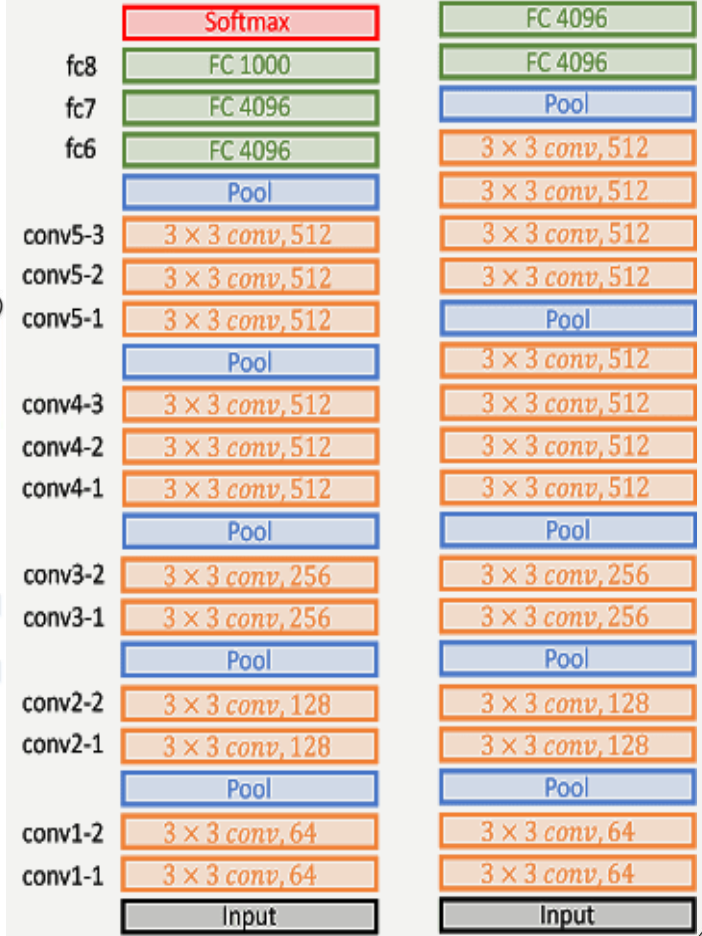 Softmax
fc8 FC 1000
fc7 FC 4096
fc6 FC 4096
Pool
conv5-3 3 × 3 conv, 512
conv5-2 3 × 3 conv, 512
conv5-1 3 × 3 conv, 512
Pool
conv4-3 3 × 3 conv, 512
conv4-2 3 × 3 conv, 512
conv4-1 3 × 3 conv, 512
Pool
conv3-2 3 × 3 conv, 256
conv3-1 3 × 3 conv, 256
Pool
conv2-2 3 × 3 conv, 128
conv2-1 3 × 3 conv, 128
Pool
conv1-2 3 × 3 conv, 64
conv1-1 3 × 3 conv, 64
Input
FC 4096
FC 4096
Pool
3 × 3 conv, 512
3 × 3 conv, 512
3 × 3 conv, 512
3 × 3 conv, 512
Pool
3 × 3 conv, 512
3 × 3 conv, 512
3 × 3 conv, 512
3 × 3 conv, 512
Pool
3 × 3 conv, 256
3 × 3 conv, 256
Pool
3 × 3 conv, 128
3 × 3 conv, 128
Pool
3 × 3 conv, 64
3 × 3 conv, 64
Input